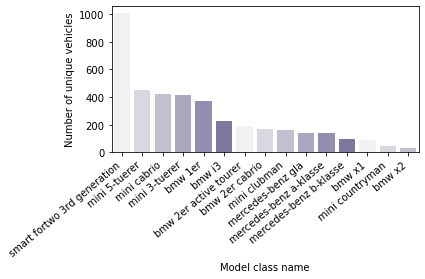 Number of unique vehicles
1000
800
600
400
200
0
smart fortwo 3rd generation
mini 5-tuerer
mini cabrio
mini 3-tuerer
bmw 1er
bmw i3
bmw 2er active tourer
bmw 2er cabrio
mini clubman
mercedes-benz gla
mercedes-benz a-klasse
mercedes-benz b-klasse
bmw x1
mini countryman
bmw x2
Model class name